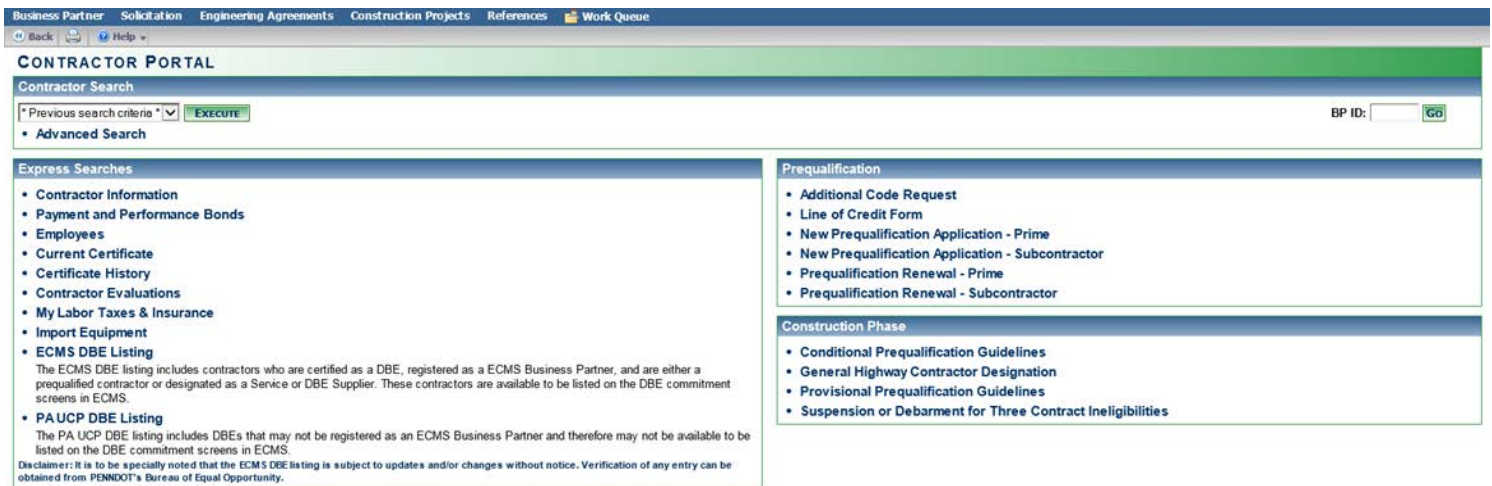 Business Partner Solicitation Engineering Agreements Construction Projects References Work Queue
Back Help
CONTRACTOR PORTAL
Contractor Search
* Previous search criteria * EXECUTE BP ID: Go
• Advanced Search
Express Searches
• Contractor Information
• Payment and Performance Bonds
• Employees
• Current Certificate
• Certificate History
• Contractor Evaluations
• My Labor Taxes & Insurance
• Import Equipment
• ECMS DBE Listing
The ECMS DBE listing includes contractors who are certified as a DBE, registered as a ECMS Business Partner, and are either a
prequalified contractor or designated as a Service or DBE Supplier. These contractors are available to be listed on the DBE commitment
screens in ECMS.
• PA UCP DBE Listing
The PA UCP DBE listing includes DBEs that may not be registered as an ECMS Business Partner and therefore may not be available to be
listed on the DBE commitment screens in ECMS.
Disclaimer: It is to be specially noted that the ECMS DBE listing is subject to updates and/or changes without notice. Verification of any entry can be
obtained from PENNDOT's Bureau of Equal Opportunity.
Prequalification
• Additional Code Request
• Line of Credit Form
• New Prequalification Application - Prime
• New Prequalification Application - Subcontractor
• Prequalification Renewal - Prime
• Prequalification Renewal - Subcontractor
Construction Phase
• Conditional Prequalification Guidelines
• General Highway Contractor Designation
• Provisional Prequalification Guidelines
• Suspension or Debarment for Three Contract Ineligibilities